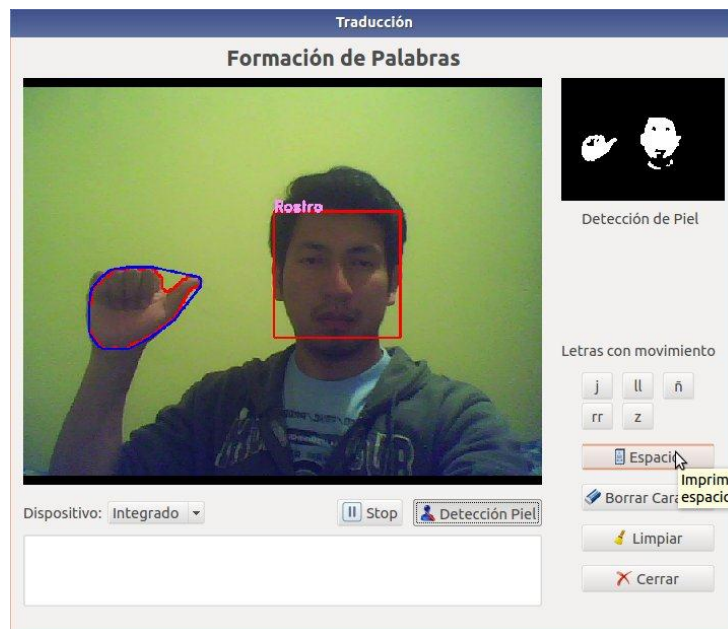 Traducción
Formación de Palabras
Rostro
Detección de Piel
Letras con movimiento
j ll ñ
rr z
Espacio
Imprim
espacio
Borrar Cara
Dispositivo: Integrado
Stop
Detección Piel
Limpiar
Cerrar